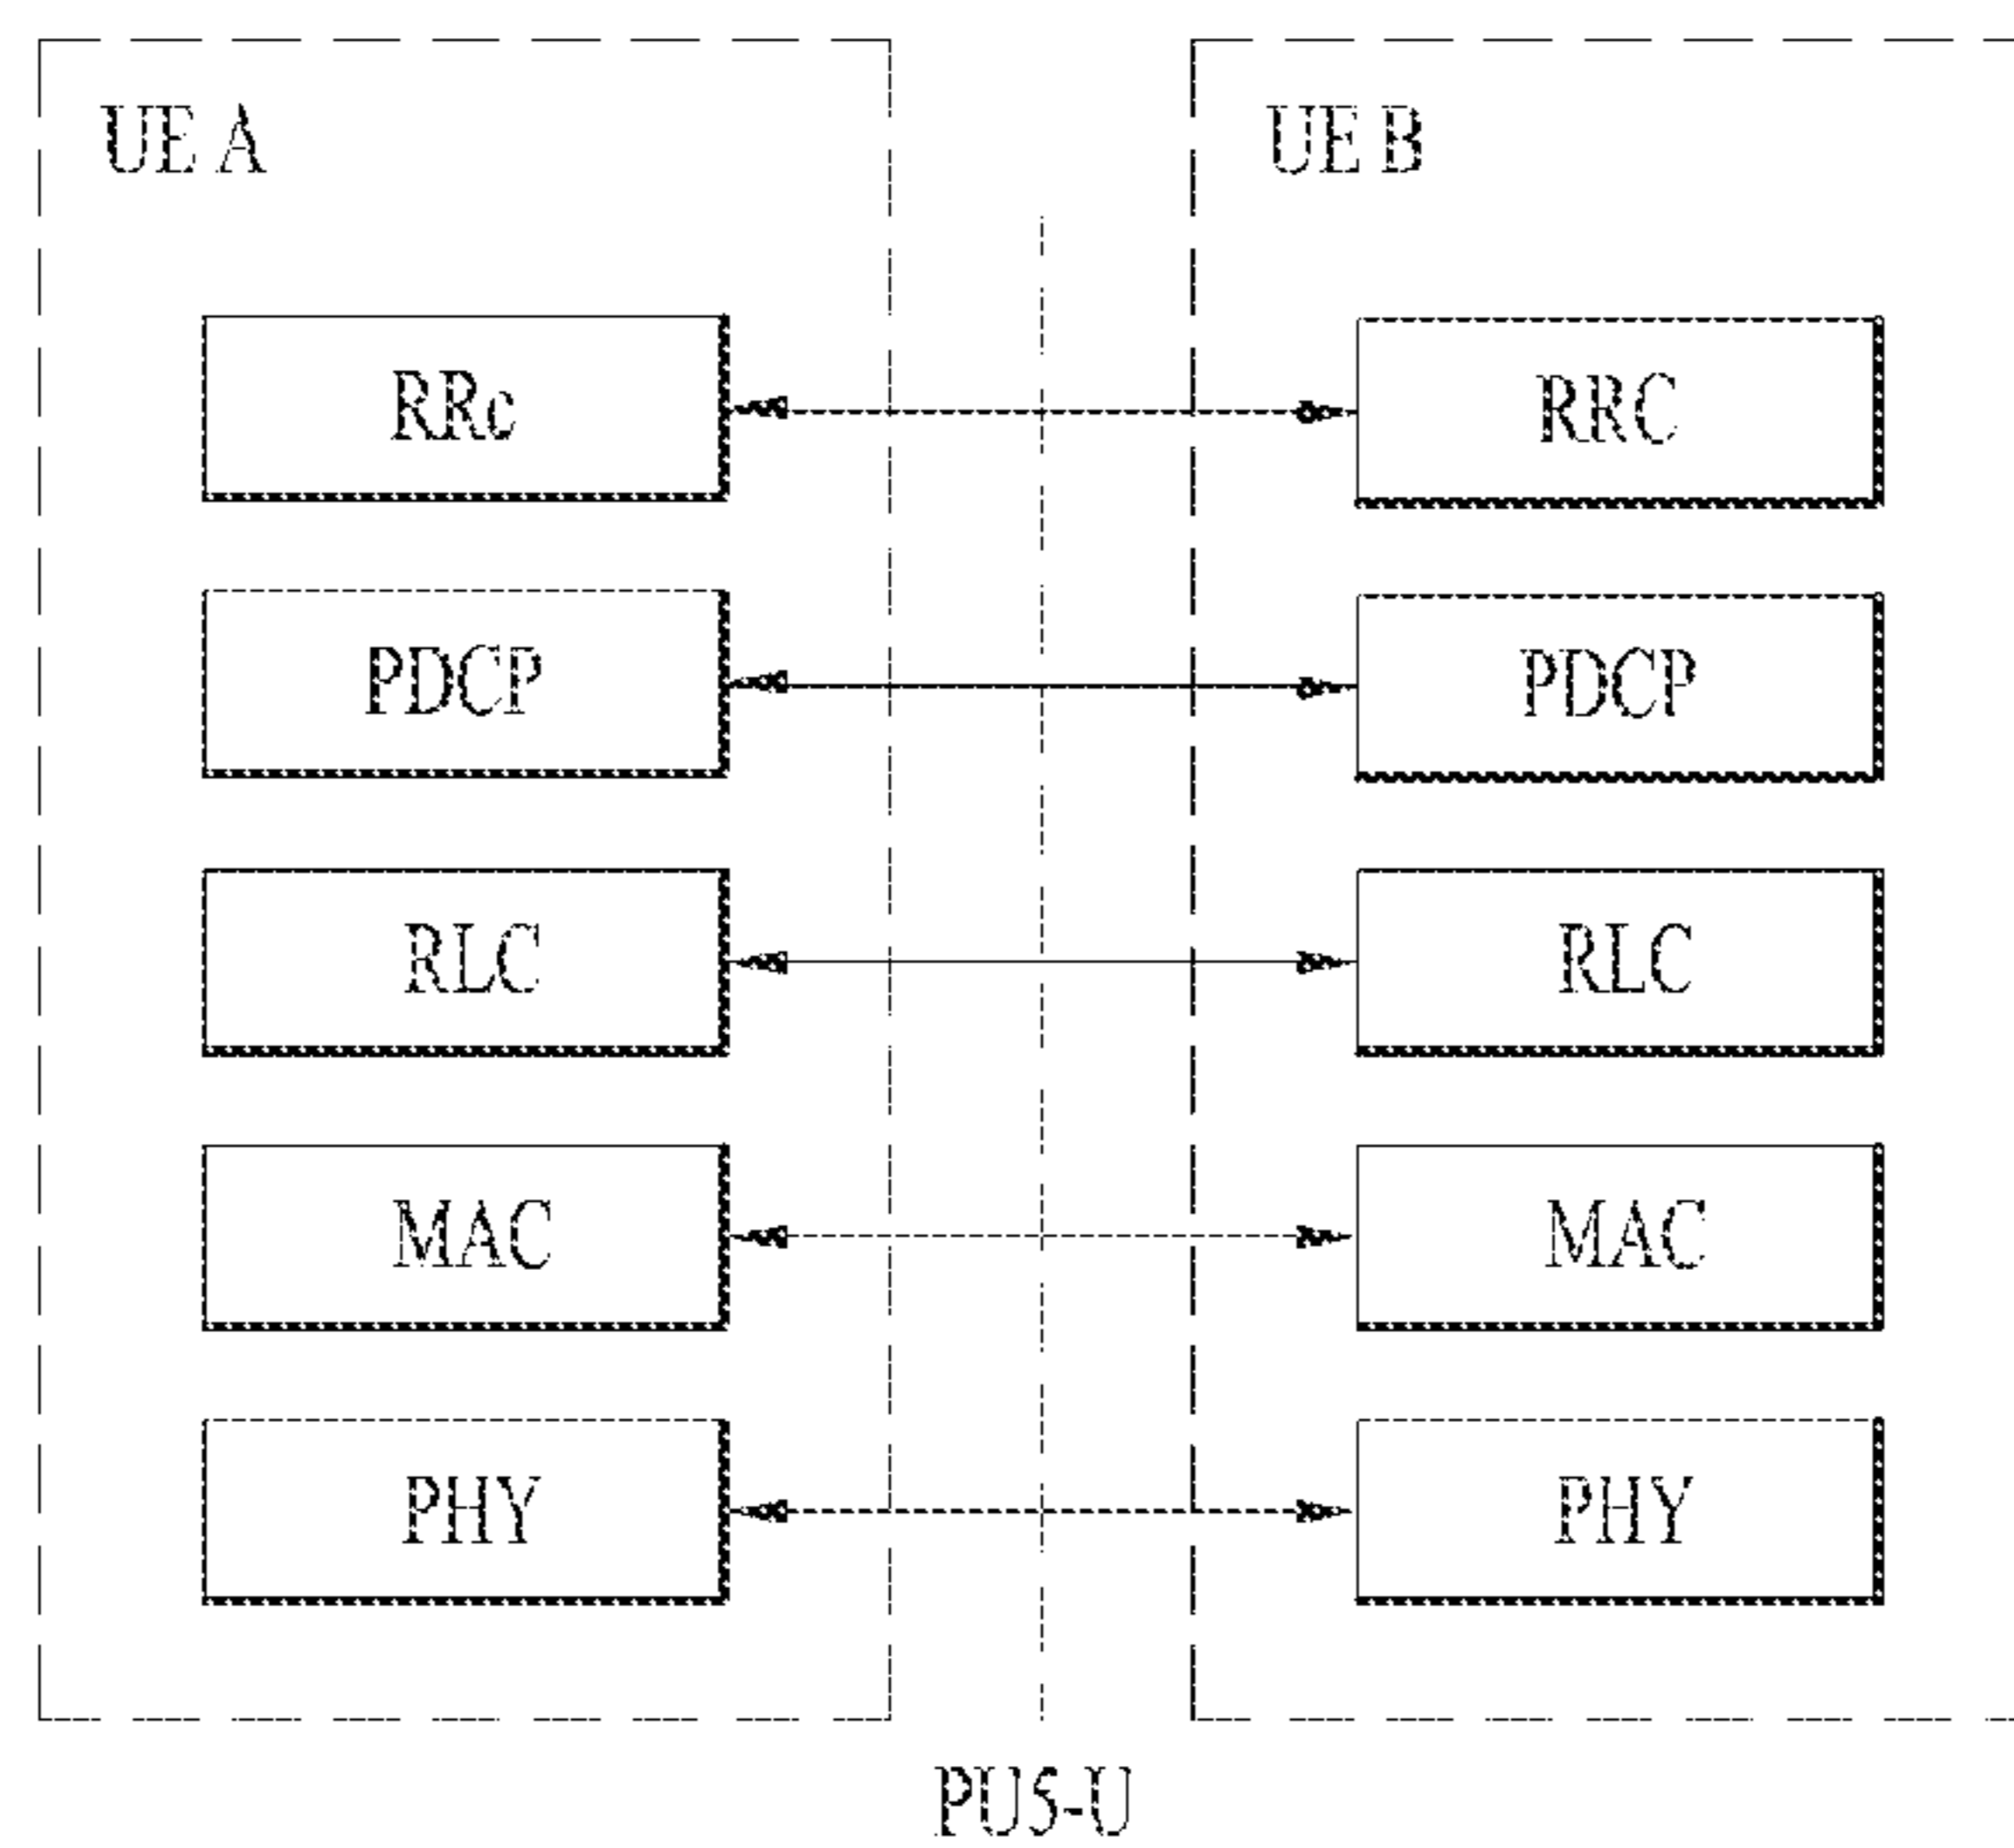 UE A
UE B
RRc
RRC
PDCP
PDCP
RLC
RLC
MAC
MAC
PHY
PHY
PU5-U